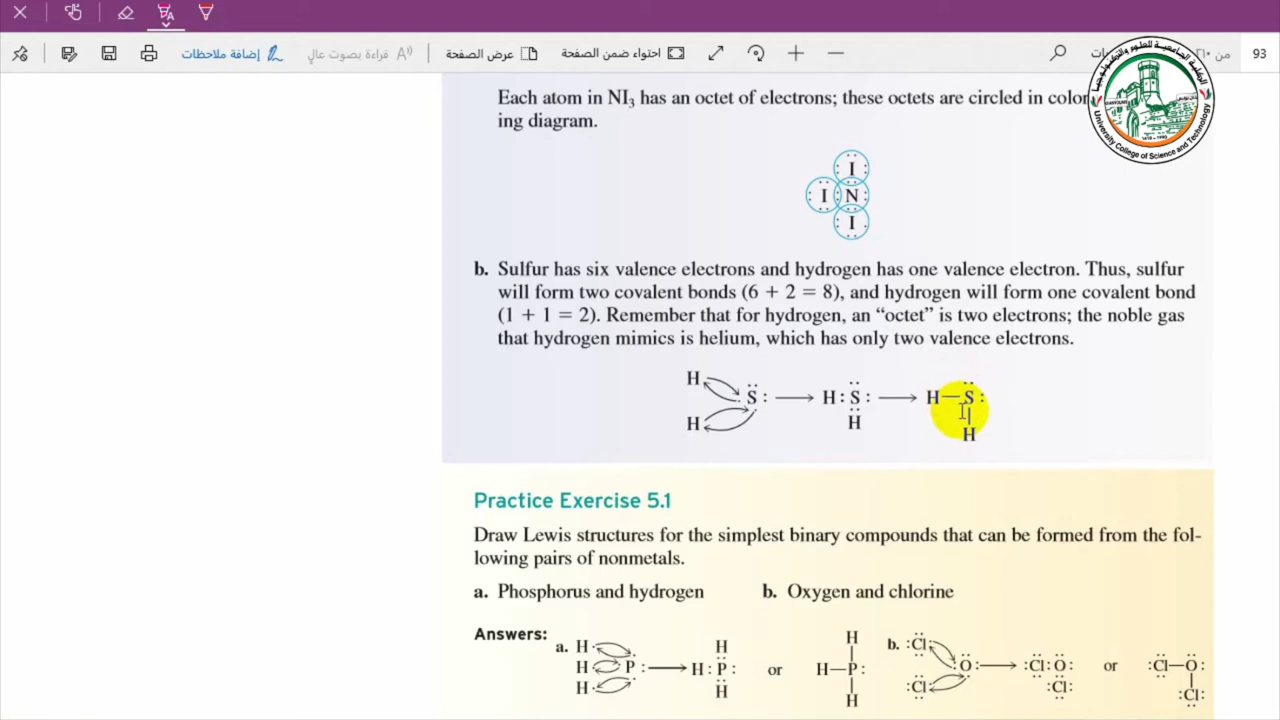 إضافة ملاحظات
قراءة بصوت عالٍ
عرض الصفحة
احتواء ضمن الصفحة
من
93
University College of Science and Technology
Each atom in NI₃ has an octet of electrons; these octets are circled in color
ing diagram.
I
I N
I
b. Sulfur has six valence electrons and hydrogen has one valence electron. Thus, sulfur
will form two covalent bonds (6 + 2 = 8), and hydrogen will form one covalent bond
(1 + 1 = 2). Remember that for hydrogen, an “octet” is two electrons; the noble gas
that hydrogen mimics is helium, which has only two valence electrons.
H
S: ⟶ H:S: ⟶ H—S:
H H H
Practice Exercise 5.1
Draw Lewis structures for the simplest binary compounds that can be formed from the fol-
lowing pairs of nonmetals.
a. Phosphorus and hydrogen b. Oxygen and chlorine
Answers:
a. H H H b. :Cl
H P: ⟶ H:P: or H—P: O: ⟶ :Cl:O: or :Cl—O:
H H H :Cl :Cl: :Cl: